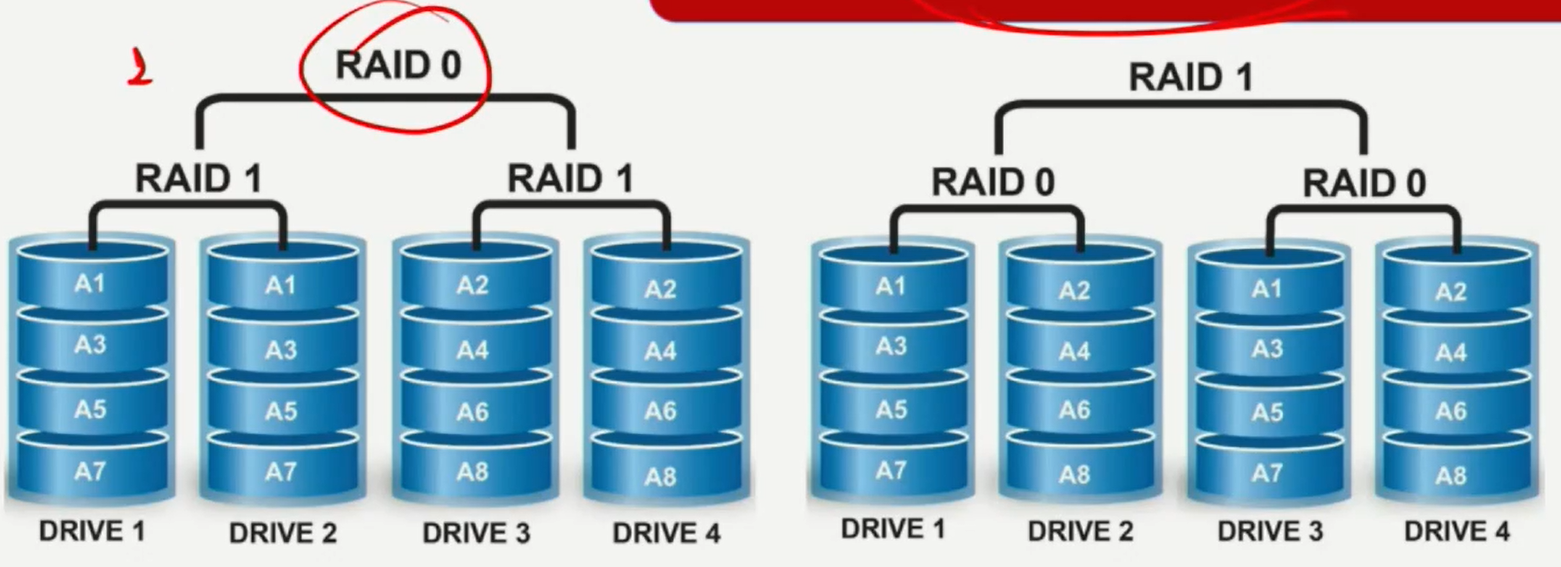 RAID 0
RAID 1 RAID 1
A1 A1 A2 A2
A3 A3 A4 A4
A5 A5 A6 A6
A7 A7 A8 A8
DRIVE 1 DRIVE 2 DRIVE 3 DRIVE 4
RAID 1
RAID 0 RAID 0
A1 A2 A1 A2
A3 A4 A3 A4
A5 A6 A5 A6
A7 A8 A7 A8
DRIVE 1 DRIVE 2 DRIVE 3 DRIVE 4